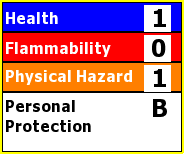 Health 1
Flammability 0
Physical Hazard 1
Personal B
Protection